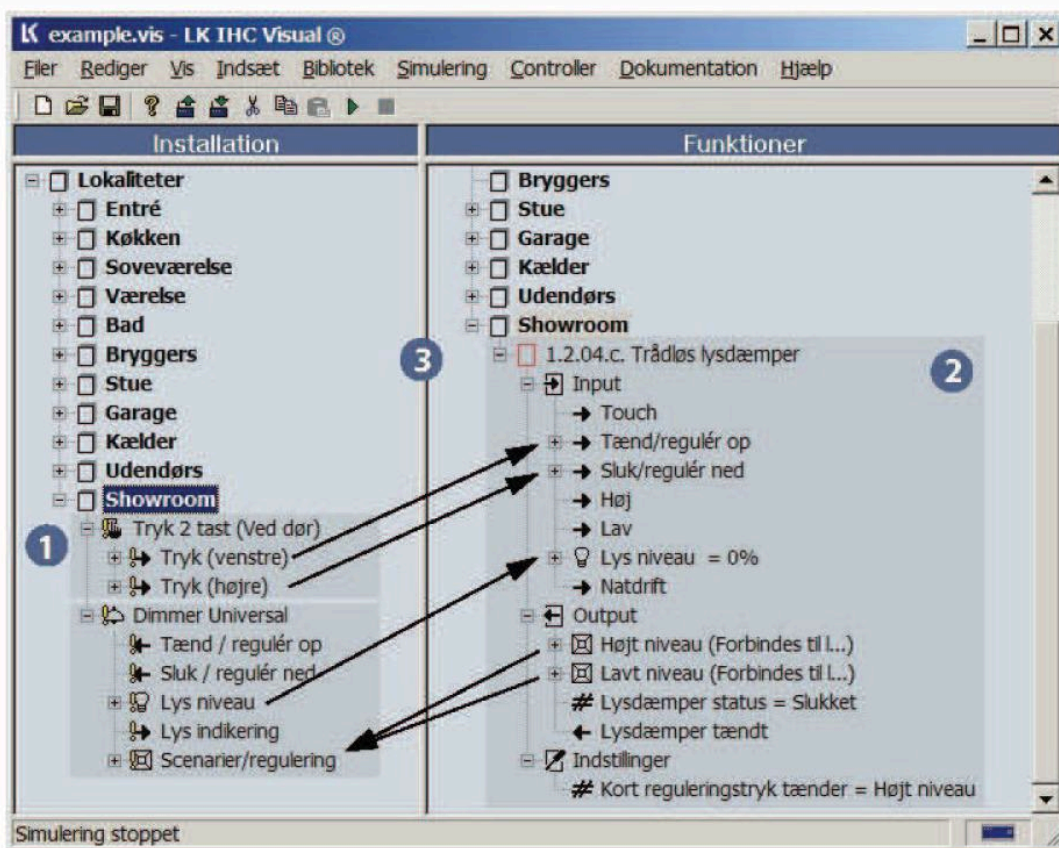 LK example.vis - LK IHC Visual ®
Filer Rediger Vis Indsæt Bibliotek Simulering Controller Dokumentation Hjælp
Installation
Lokaliteter
Entré
Køkken
Soveværelse
Værelse
Bad
Bryggers
Stue
Garage
Kælder
Udendørs
Showroom
1
Tryk 2 tast (Ved dør)
Tryk (venstre)
Tryk (højre)
Dimmer Universal
Tænd / regulér op
Sluk / regulér ned
Lys niveau
Lys indikering
Scenarier/regulering
3
Funktioner
Bryggers
Stue
Garage
Kælder
Udendørs
Showroom
1.2.04.c. Trådløs lysdæmper
2
Input
Touch
Tænd/regulér op
Sluk/regulér ned
Høj
Lav
Lys niveau = 0%
Natdrift
Output
Højt niveau (Forbindes til l...)
Lavt niveau (Forbindes til l...)
Lysdæmper status = Slukket
Lysdæmper tændt
Indstillinger
Kort reguleringstryk tænder = Højt niveau
Simulering stoppet